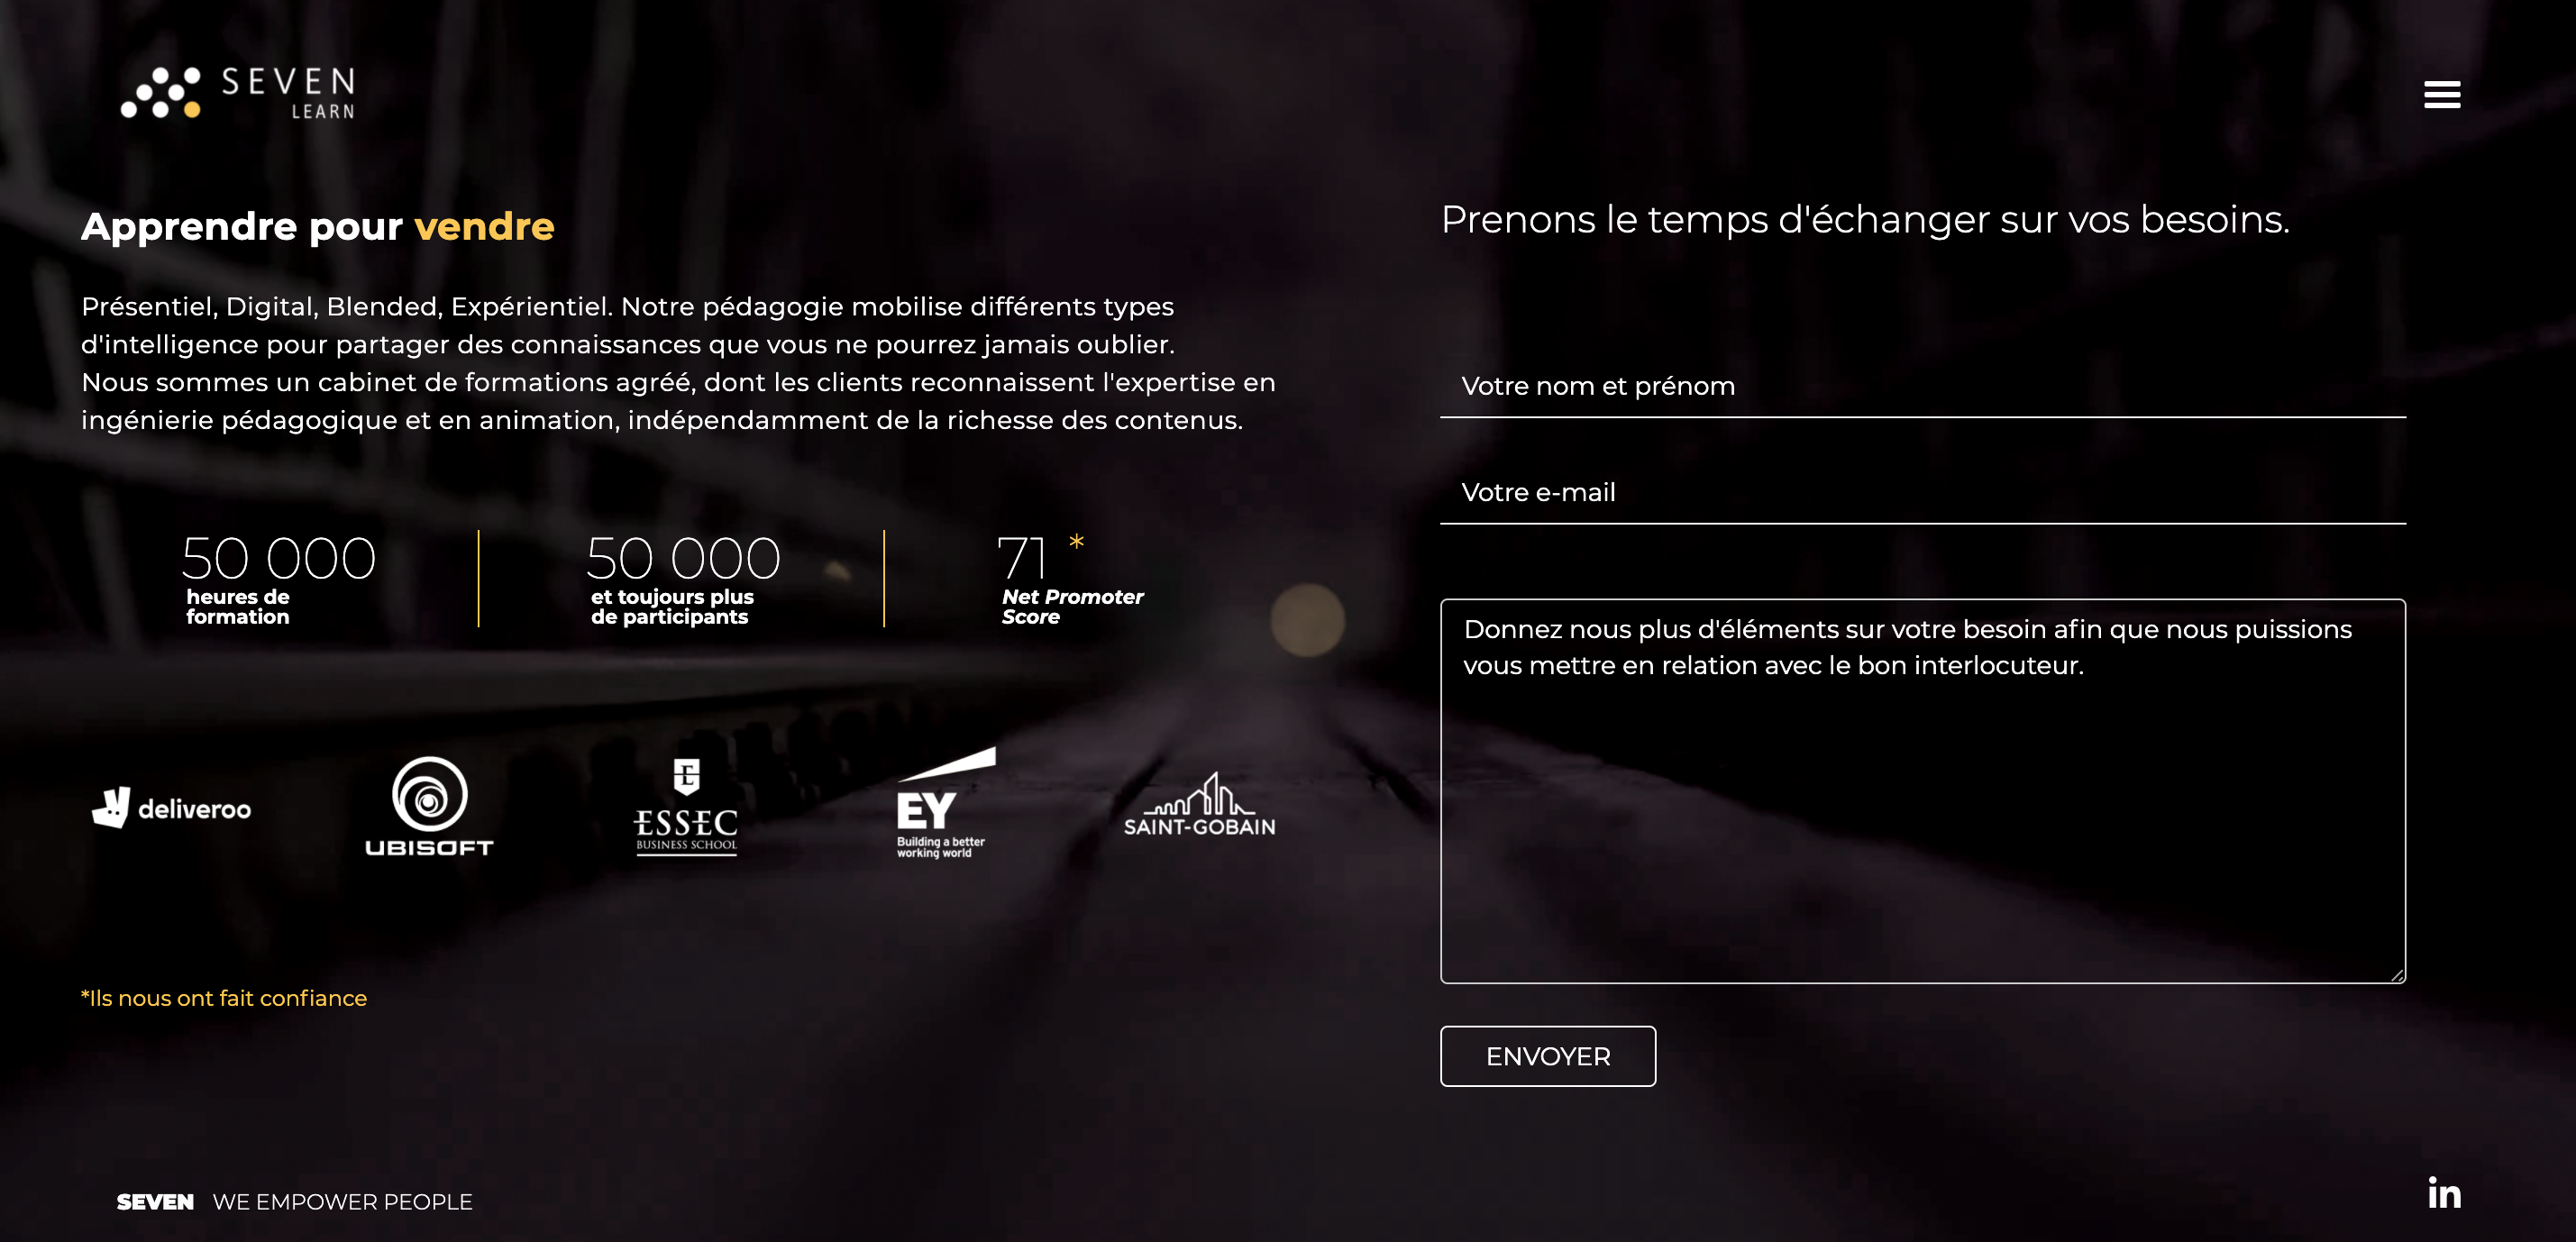 SEVEN
LEARN
Apprendre pour vendre
Présentiel, Digital, Blended, Expérientiel. Notre pédagogie mobilise différents types
d'intelligence pour partager des connaissances que vous ne pourrez jamais oublier.
Nous sommes un cabinet de formations agréé, dont les clients reconnaissent l'expertise en
ingénierie pédagogique et en animation, indépendamment de la richesse des contenus.
50 000
heures de
formation
50 000
et toujours plus
de participants
71 *
Net Promoter
Score
deliveroo
UBISOFT
E
ESSEC
BUSINESS SCHOOL
EY
Building a better
working world
SAINT-GOBAIN
*Ils nous ont fait confiance
Prenons le temps d'échanger sur vos besoins.
Votre nom et prénom
Votre e-mail
Donnez nous plus d'éléments sur votre besoin afin que nous puissions
vous mettre en relation avec le bon interlocuteur.
ENVOYER
SEVEN WE EMPOWER PEOPLE
in